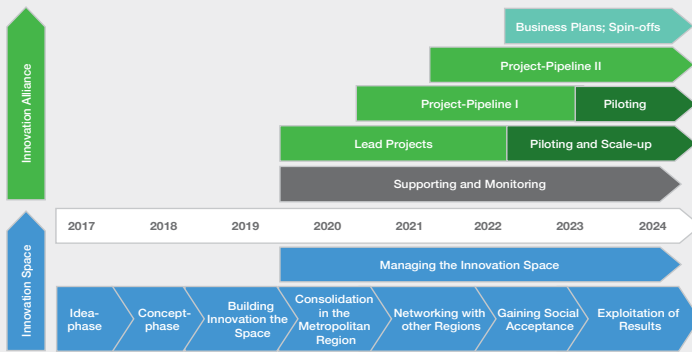 Innovation Alliance
Business Plans; Spin-offs
Project-Pipeline II
Project-Pipeline I
Piloting
Lead Projects
Piloting and Scale-up
Supporting and Monitoring
2017 2018 2019 2020 2021 2022 2023 2024
Innovation Space
Managing the Innovation Space
Idea-
phase
Concept-
phase
Building
Innovation the
Space
Consolidation
in the
Metropolitan
Region
Networking with
other Regions
Gaining Social
Acceptance
Exploitation of
Results